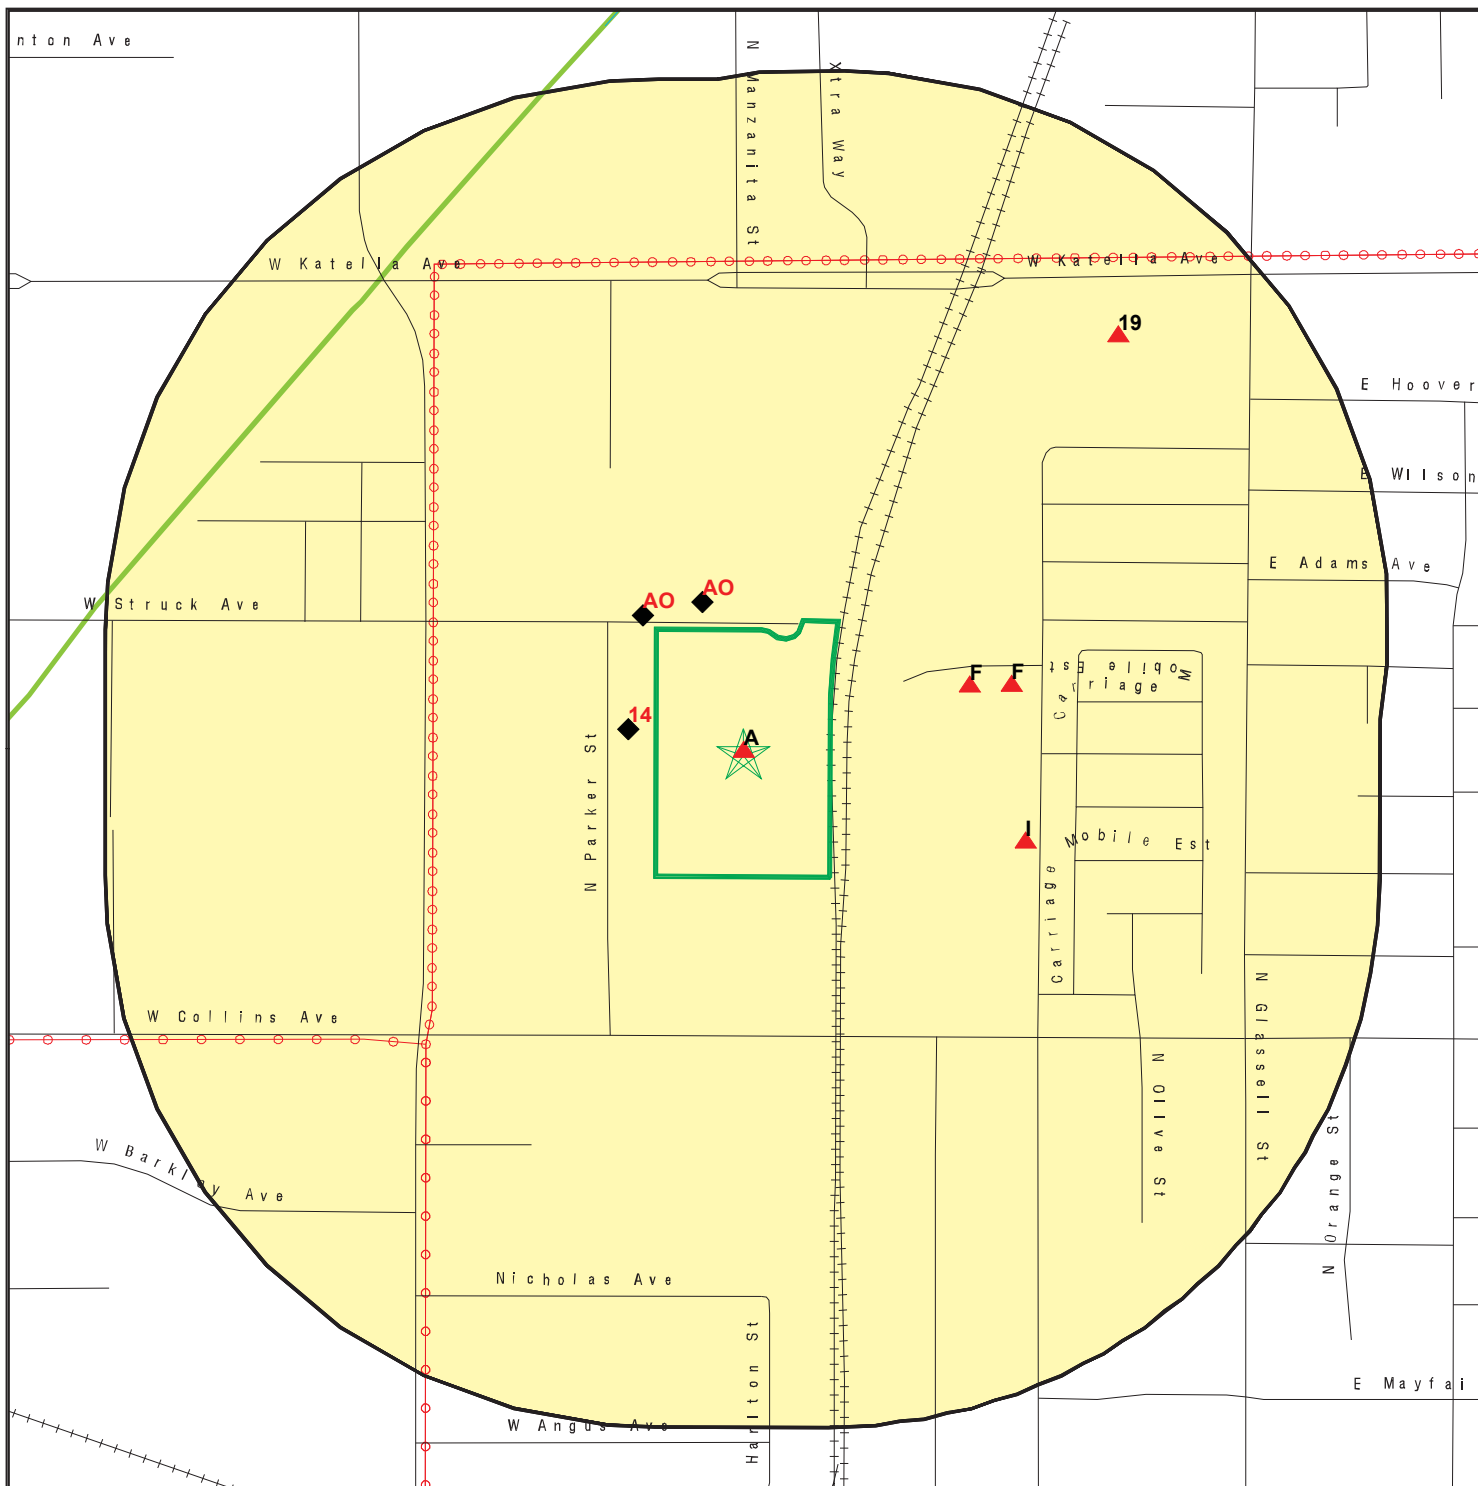 nton Ave
N Manzanita St
Xtra Way
W Katella Ave
W Katella Ave
19
E Hoover
E Wilson
E Adams Ave
W Struck Ave
AO
AO
Mobile Est
Carriage
F
F
14
A
N Parker St
I
Mobile Est
Carriage
W Collins Ave
N Glassell St
N Olive St
N Orange St
W Barkley Ave
Nicholas Ave
Hamlton St
E Mayfai
W Angus Ave